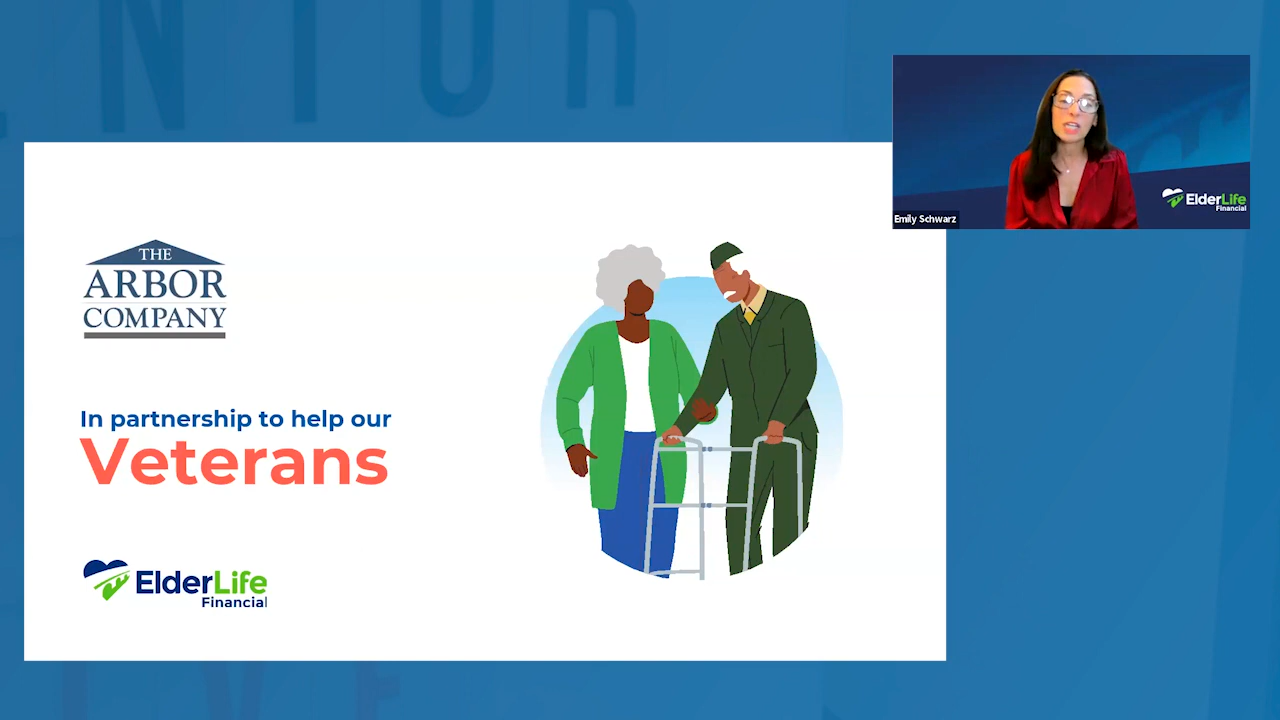 THE
ARBOR
COMPANY
In partnership to help our
Veterans
ElderLife
Financial
Emily Schwarz
ElderLife
Financial